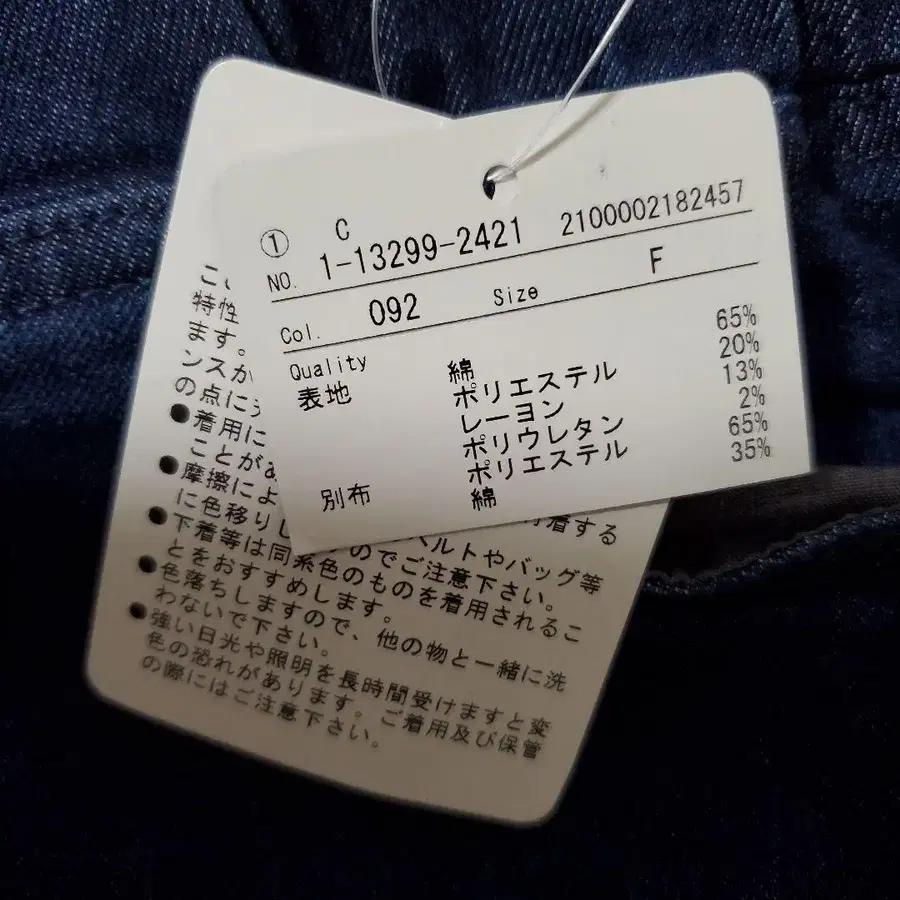 ① C
NO. 1-13299-2421 2100002182457
Col. 092 Size F
Quality
表地 綿 65%
ポリエステル 20%
レーヨン 13%
ポリウレタン 2%
別布 ポリエステル 65%
綿 35%
特性
ます。
ンスが
の点に
●着用に
ことがあ
●摩擦によ
に色移りし
ベルトやバッグ等
●下着等は同系色のものを着用されるこ
とをおすすめします。
●色落ちしますので、他の物と一緒に洗
わないで下さい。
●強い日光や照明を長時間受けますと変
色の恐れがあります。ご着用及び保管
の際にはご注意下さい。